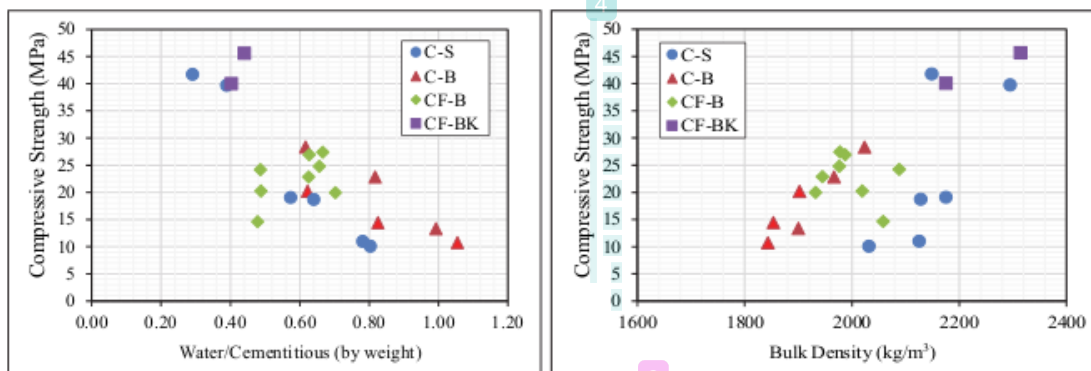 4
50
45
40
35
30
25
20
15
10
5
0
Compressive Strength (MPa)
C-S
C-B
CF-B
CF-BK
0.00 0.20 0.40 0.60 0.80 1.00 1.20
Water/Cementitious (by weight)
50
45
40
35
30
25
20
15
10
5
0
Compressive Strength (MPa)
C-S
C-B
CF-B
CF-BK
1600 1800 2000 2200 2400
Bulk Density (kg/m³)